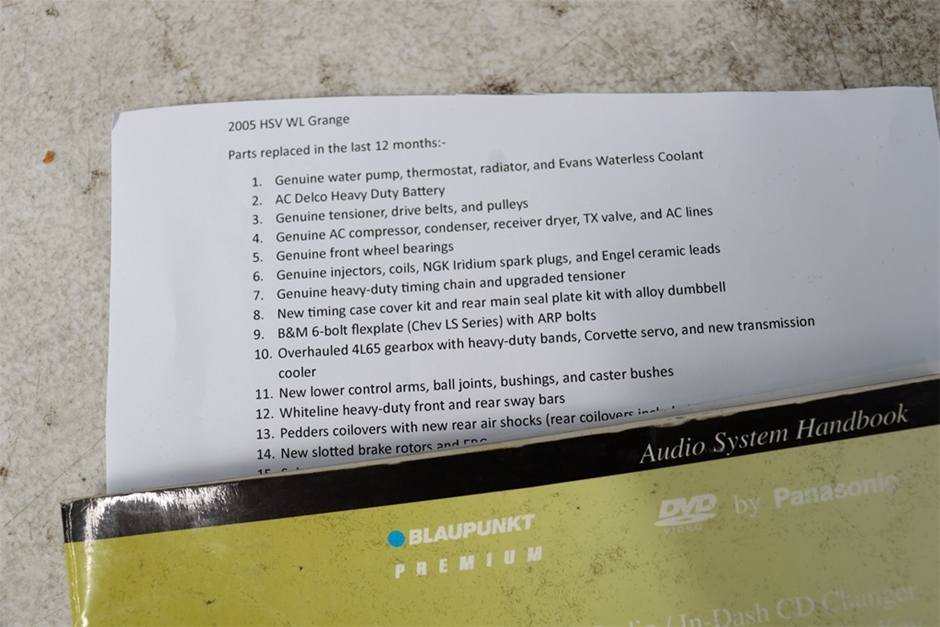 2005 HSV WL Grange
Parts replaced in the last 12 months:-
1. Genuine water pump, thermostat, radiator, and Evans Waterless Coolant
2. AC Delco Heavy Duty Battery
3. Genuine tensioner, drive belts, and pulleys
4. Genuine AC compressor, condenser, receiver dryer, TX valve, and AC lines
5. Genuine front wheel bearings
6. Genuine injectors, coils, NGK Iridium spark plugs, and Engel ceramic leads
7. Genuine heavy-duty timing chain and upgraded tensioner
8. New timing case cover kit and rear main seal plate kit with alloy dumbbell
9. B&M 6-bolt flexplate (Chev LS Series) with ARP bolts
10. Overhauled 4L65 gearbox with heavy-duty bands, Corvette servo, and new transmission
cooler
11. New lower control arms, ball joints, bushings, and caster bushes
12. Whiteline heavy-duty front and rear sway bars
13. Pedders coilovers with new rear air shocks (rear coilovers
14. New slotted brake rotors and
15.
Audio System Handbook
BLAUPUNKT
PREMIUM
DVD by Panasonic
VIDEO
/ In-Dash CD Changer